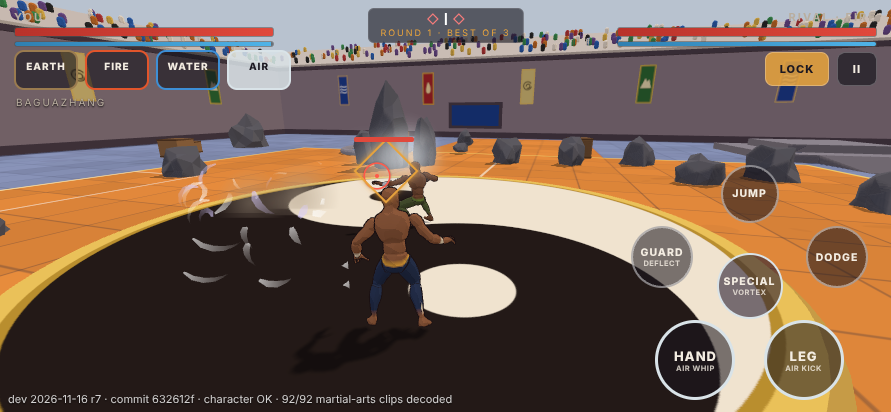 YOU
ROUND 1 · BEST OF 3
EARTH
FIRE
WATER
AIR
LOCK
BAGUAZHANG
JUMP
GUARD
DEFLECT
DODGE
SPECIAL
VORTEX
HAND
AIR WHIP
LEG
AIR KICK
dev 2026-11-16 r7 · commit 632612f · character OK · 92/92 martial-arts clips decoded